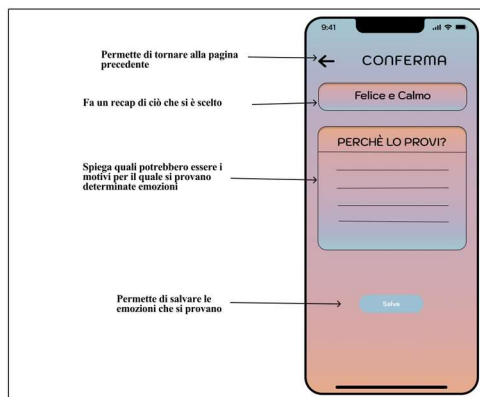 9:41
Permette di tornare alla pagina
precedente
CONFERMA
Fa un recap di ciò che si è scelto
Felice e Calmo
PERCHÈ LO PROVI?
Spiega quali potrebbero essere i
motivi per il quale si provano
determinate emozioni
Permette di salvare le
emozioni che si provano
Salva